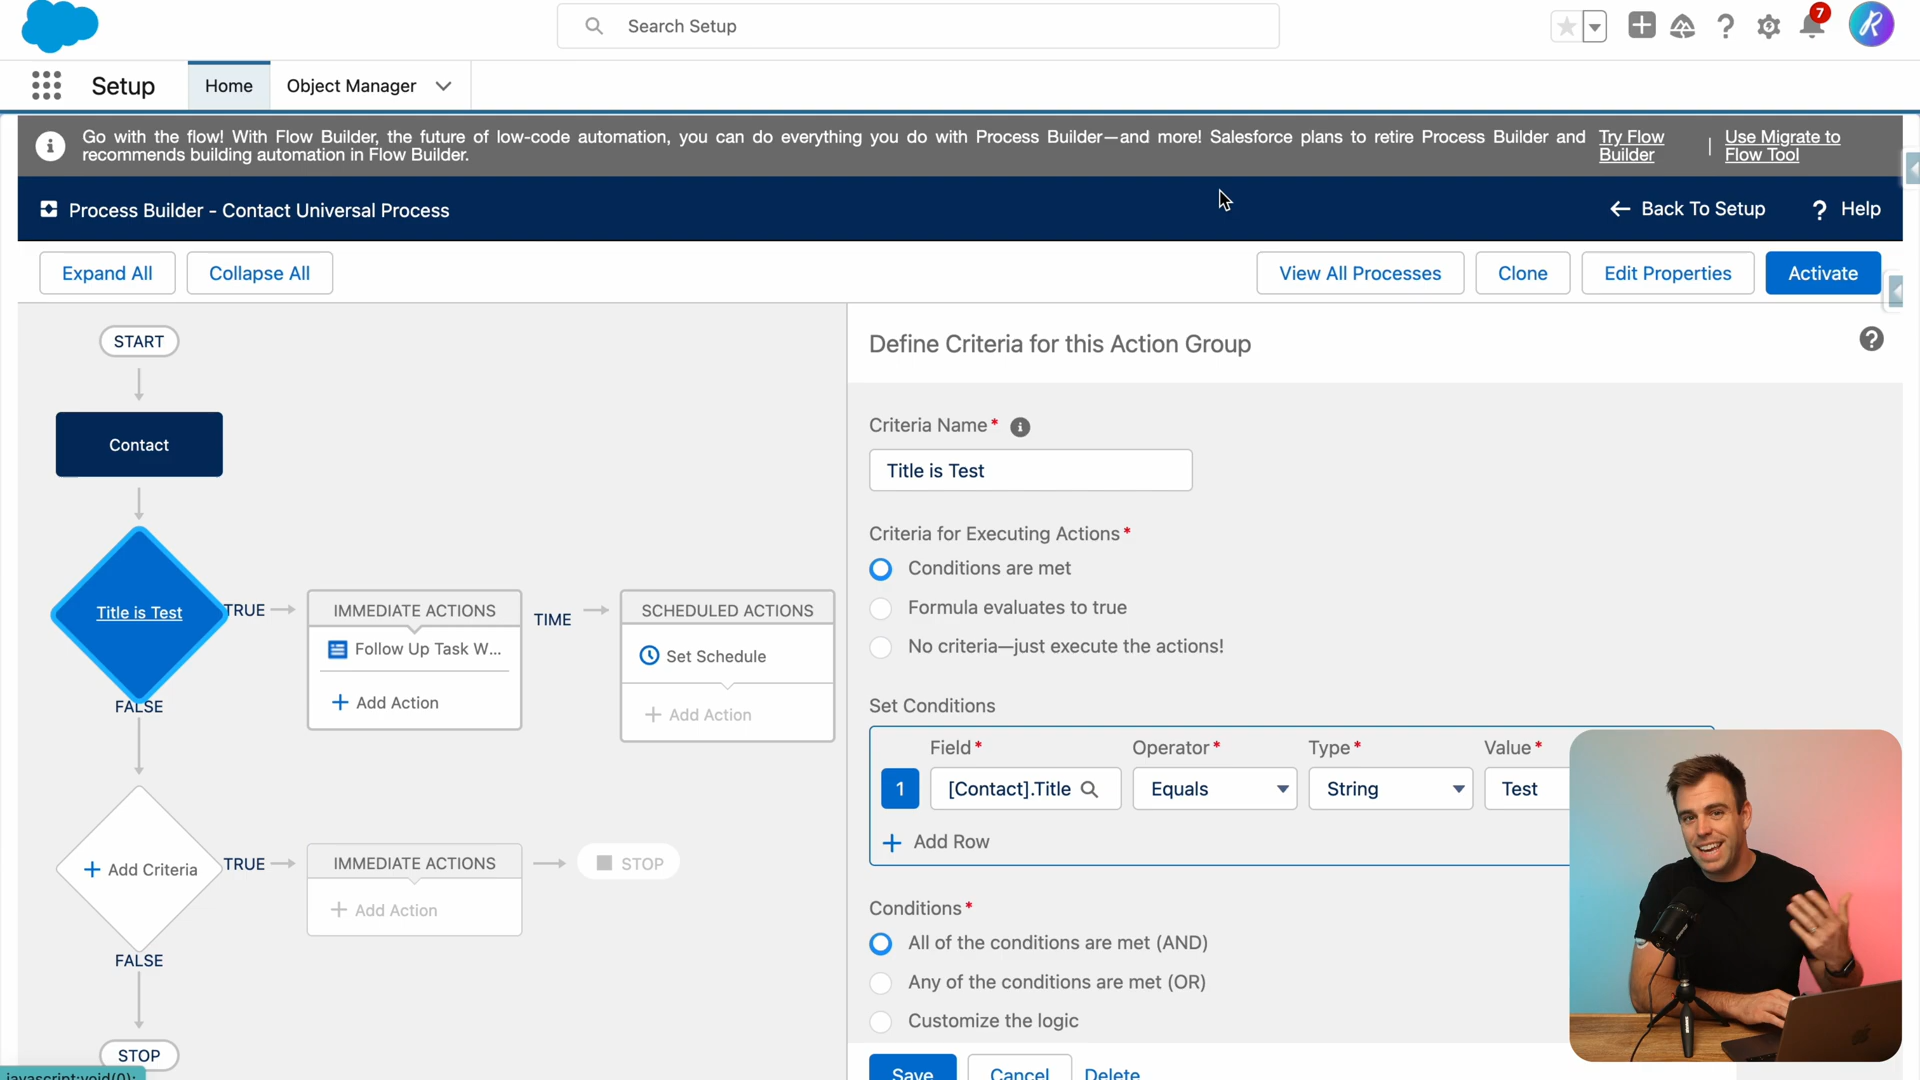 Search Setup
7
R
Setup
Home
Object Manager
Go with the flow! With Flow Builder, the future of low-code automation, you can do everything you do with Process Builder—and more! Salesforce plans to retire Process Builder and
recommends building automation in Flow Builder.
Try Flow
Builder
|
Use Migrate to
Flow Tool
Process Builder - Contact Universal Process
Back To Setup
? Help
Expand All
Collapse All
View All Processes
Clone
Edit Properties
Activate
START
Contact
Title is Test
TRUE
IMMEDIATE ACTIONS
Follow Up Task W...
+ Add Action
TIME
SCHEDULED ACTIONS
Set Schedule
+ Add Action
FALSE
+ Add Criteria
TRUE
IMMEDIATE ACTIONS
+ Add Action
STOP
FALSE
STOP
javascript:void(0);
Define Criteria for this Action Group
Criteria Name*
Title is Test
Criteria for Executing Actions*
Conditions are met
Formula evaluates to true
No criteria—just execute the actions!
Set Conditions
Field* Operator* Type* Value*
1 [Contact].Title Equals String Test
+ Add Row
Conditions*
All of the conditions are met (AND)
Any of the conditions are met (OR)
Customize the logic
Save Cancel Delete